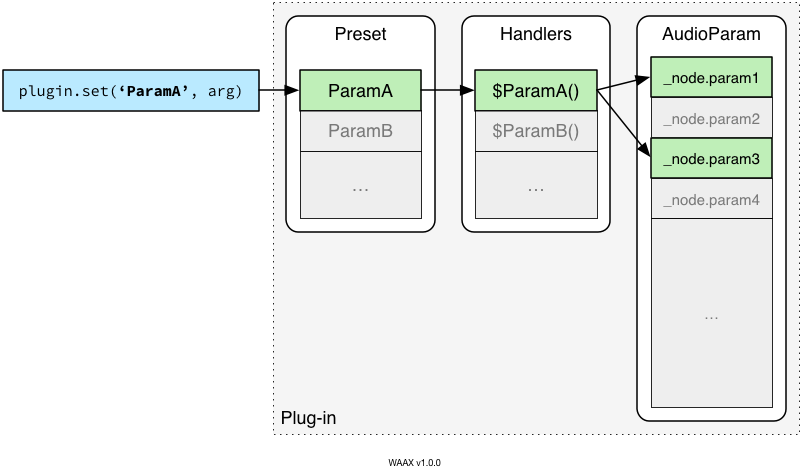 Preset
Handlers
AudioParam
plugin.set(‘ParamA’, arg)
ParamA
$ParamA()
_node.param1
ParamB
$ParamB()
_node.param2
_node.param3
...
...
_node.param4
...
Plug-in
WAAX v1.0.0